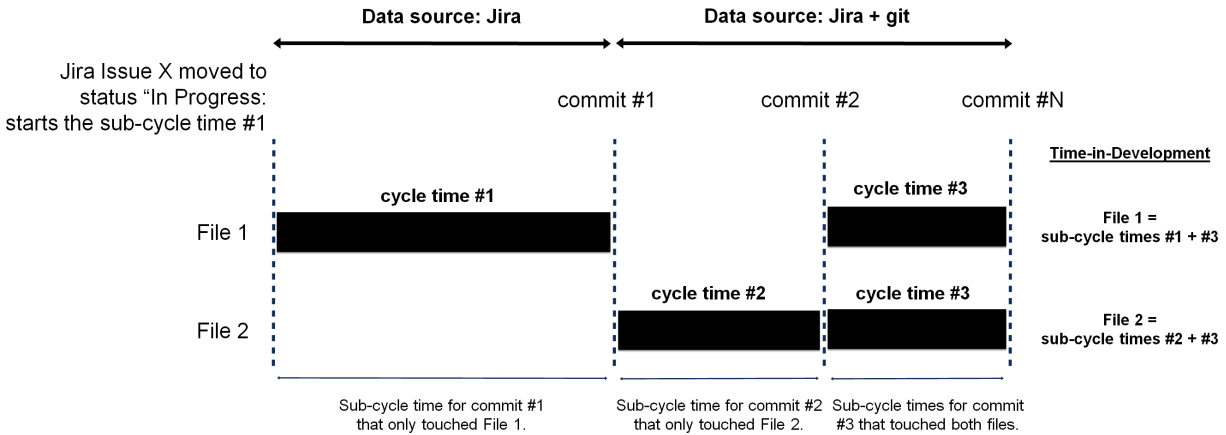 Data source: Jira
Data source: Jira + git
Jira Issue X moved to
status “In Progress:
starts the sub-cycle time #1
commit #1
commit #2
commit #N
Time-in-Development
cycle time #1
cycle time #3
File 1
File 1 =
sub-cycle times #1 + #3
cycle time #2
cycle time #3
File 2
File 2 =
sub-cycle times #2 + #3
Sub-cycle time for commit #1
that only touched File 1.
Sub-cycle time for commit #2
that only touched File 2.
Sub-cycle times for commit
#3 that touched both files.